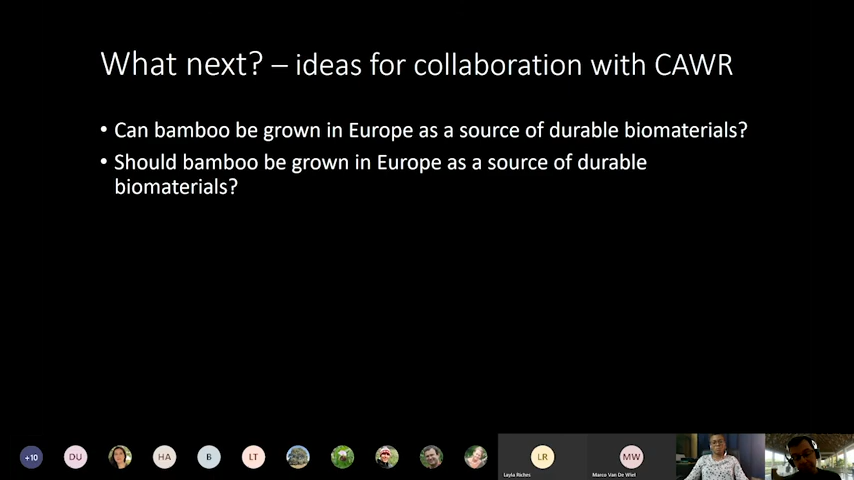 What next? – ideas for collaboration with CAWR
• Can bamboo be grown in Europe as a source of durable biomaterials?
• Should bamboo be grown in Europe as a source of durable
biomaterials?
+10 DU HA B LT LR MW
Layla Riches Marco Van De Wiel